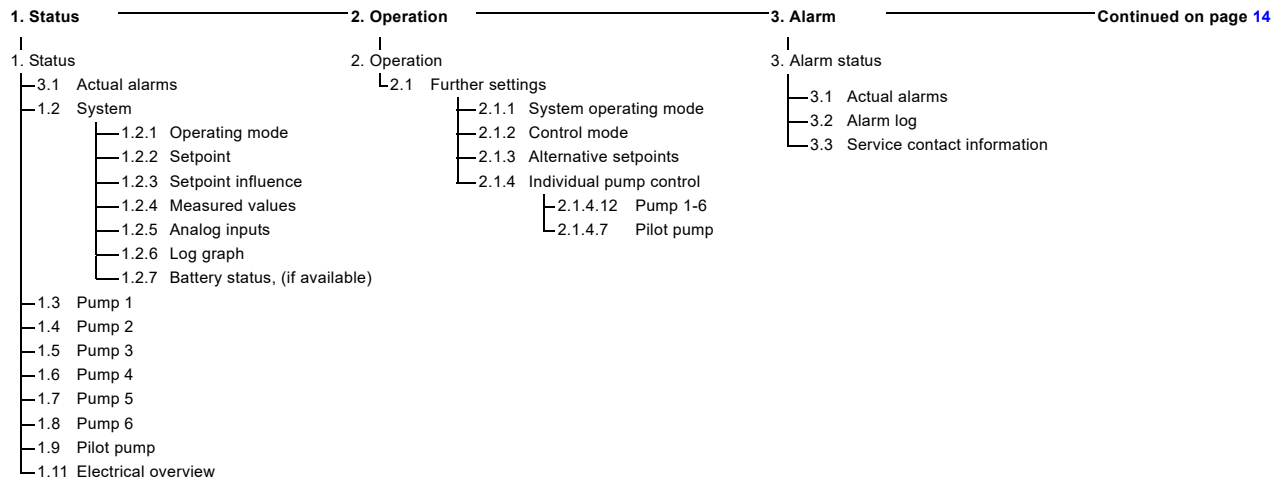 1. Status 2. Operation 3. Alarm Continued on page 14
1. Status
3.1 Actual alarms
1.2 System
1.2.1 Operating mode
1.2.2 Setpoint
1.2.3 Setpoint influence
1.2.4 Measured values
1.2.5 Analog inputs
1.2.6 Log graph
1.2.7 Battery status, (if available)
1.3 Pump 1
1.4 Pump 2
1.5 Pump 3
1.6 Pump 4
1.7 Pump 5
1.8 Pump 6
1.9 Pilot pump
1.11 Electrical overview
2. Operation
2.1 Further settings
2.1.1 System operating mode
2.1.2 Control mode
2.1.3 Alternative setpoints
2.1.4 Individual pump control
2.1.4.12 Pump 1-6
2.1.4.7 Pilot pump
3. Alarm status
3.1 Actual alarms
3.2 Alarm log
3.3 Service contact information